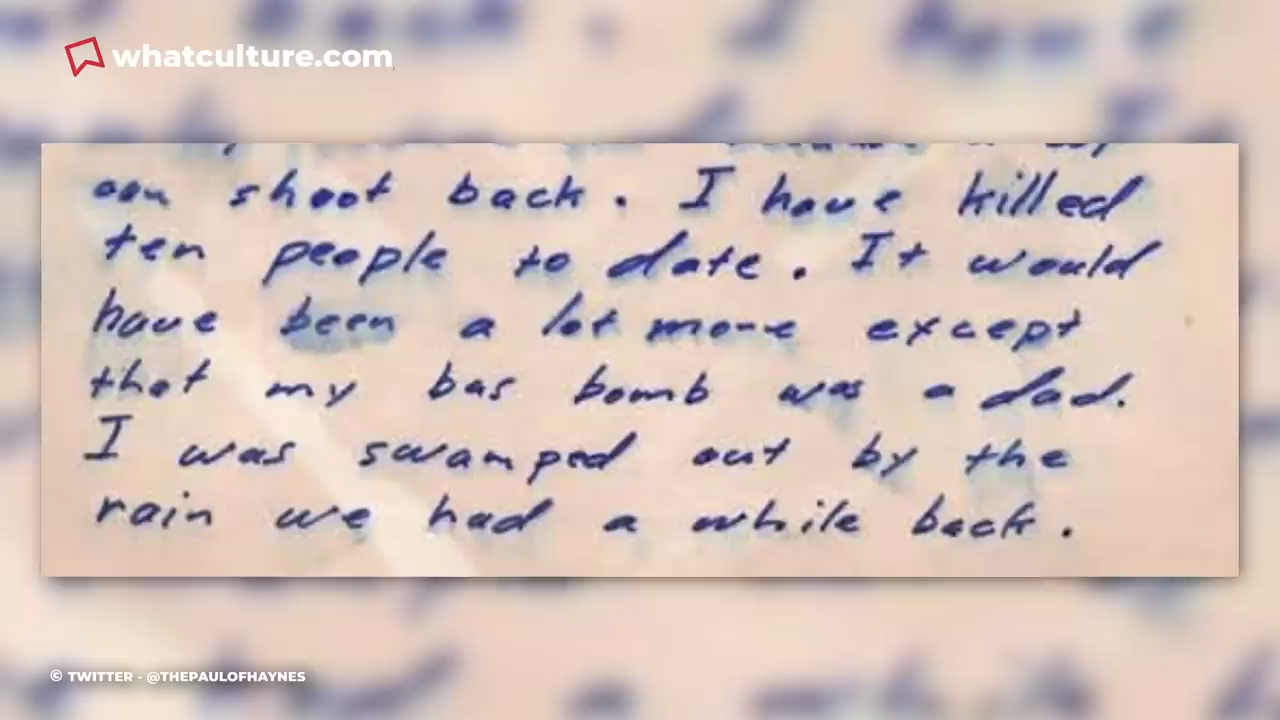 whatculture.com
can shoot back. I have killed
ten people to date. It would
have been a lot more except
that my bus bomb was a dud.
I was swamped out by the
rain we had a while back.
© TWITTER - @THEPAULOFHAYNES